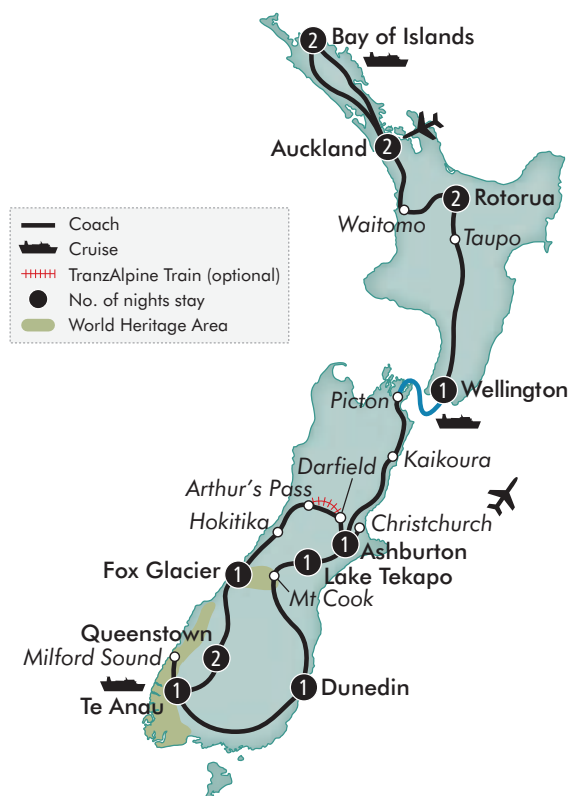 2 Bay of Islands
Auckland 2
2 Rotorua
Waitomo
Taupo
Coach
Cruise
TranzAlpine Train (optional)
No. of nights stay
World Heritage Area
1 Wellington
Picton
Kaikoura
Darfield
Arthur's Pass
Hokitika
Christchurch
1 Ashburton
Fox Glacier 1
1 Lake Tekapo
Mt Cook
Queenstown
2
Milford Sound
1 Dunedin
1
Te Anau